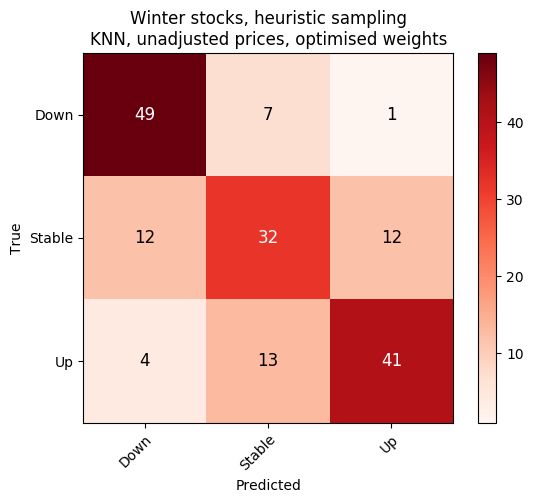 Winter stocks, heuristic sampling
KNN, unadjusted prices, optimised weights
Down 49 7 1
Stable 12 32 12
Up 4 13 41
True
Down Stable Up
Predicted
40
30
20
10